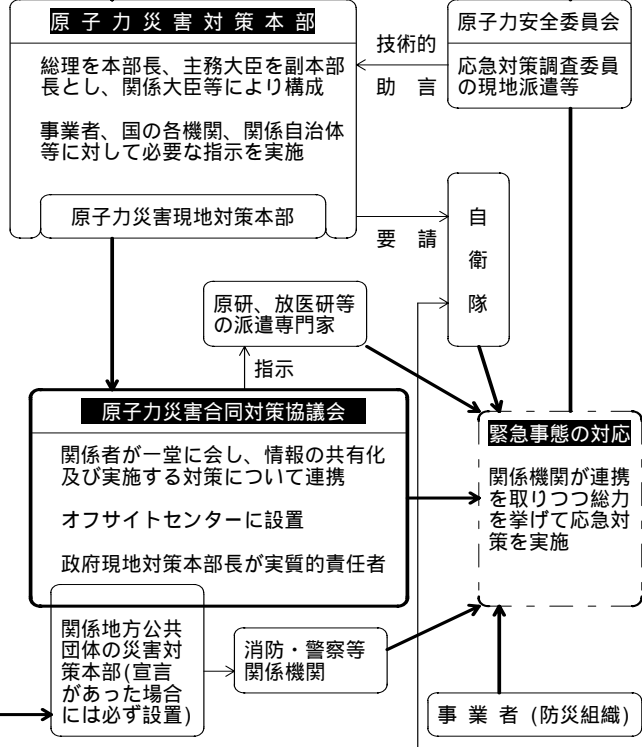 原子力災害対策本部
総理を本部長、主務大臣を副本部
長とし、関係大臣等により構成
事業者、国の各機関、関係自治体
等に対して必要な指示を実施
原子力災害現地対策本部
技術的
助言
原子力安全委員会
応急対策調査委員
の現地派遣等
要請
自
衛
隊
原研、放医研等
の派遣専門家
指示
原子力災害合同対策協議会
関係者が一堂に会し、情報の共有化
及び実施する対策について連携
オフサイトセンターに設置
政府現地対策本部長が実質的責任者
緊急事態の対応
関係機関が連携
を取りつつ総力
を挙げて応急対
策を実施
関係地方公共
団体の災害対
策本部(宣言
があった場合
には必ず設置)
消防・警察等
関係機関
事業者(防災組織)